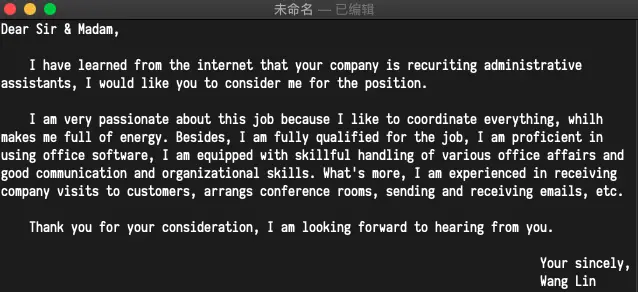 未命名 — 已编辑
Dear Sir & Madam,
I have learned from the internet that your company is recuriting administrative
assistants, I would like you to consider me for the position.
I am very passionate about this job because I like to coordinate everything, whilh
makes me full of energy. Besides, I am fully qualified for the job, I am proficient in
using office software, I am equipped with skillful handling of various office affairs and
good communication and organizational skills. What's more, I am experienced in receiving
company visits to customers, arrangs conference rooms, sending and receiving emails, etc.
Thank you for your consideration, I am looking forward to hearing from you.
Your sincely,
Wang Lin